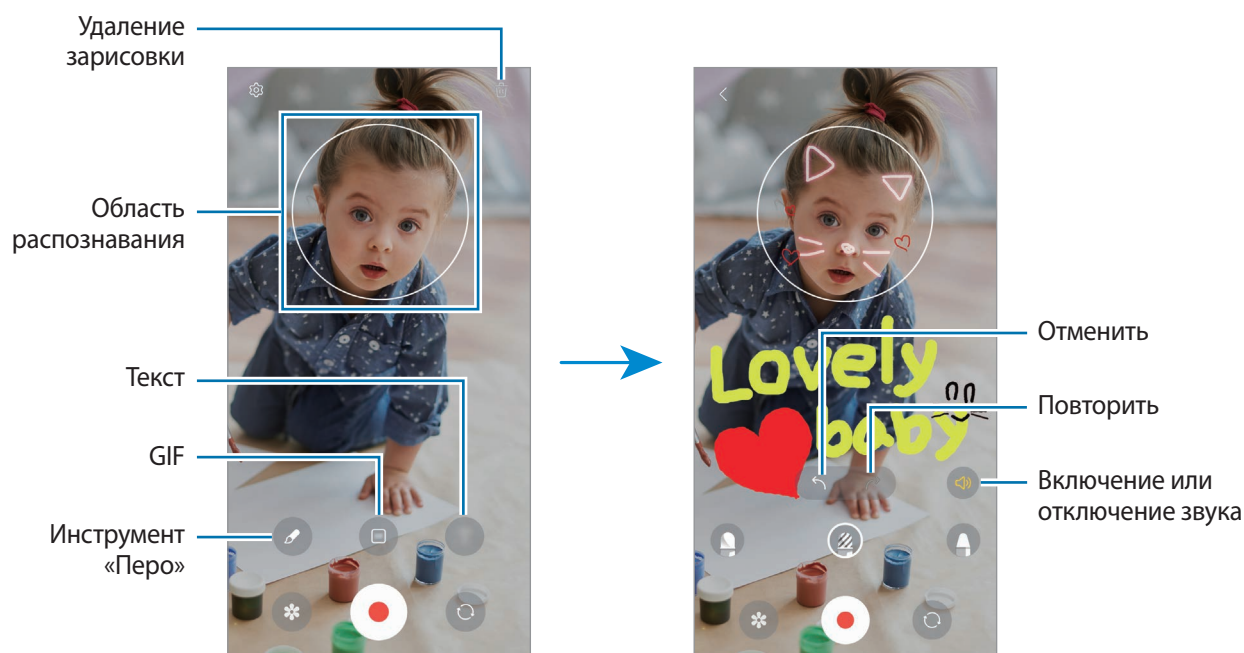 Удаление
зарисовки
Область
распознавания
Текст
GIF
Инструмент
«Перо»
Lovely
baby
Отменить
Повторить
Включение или
отключение звука